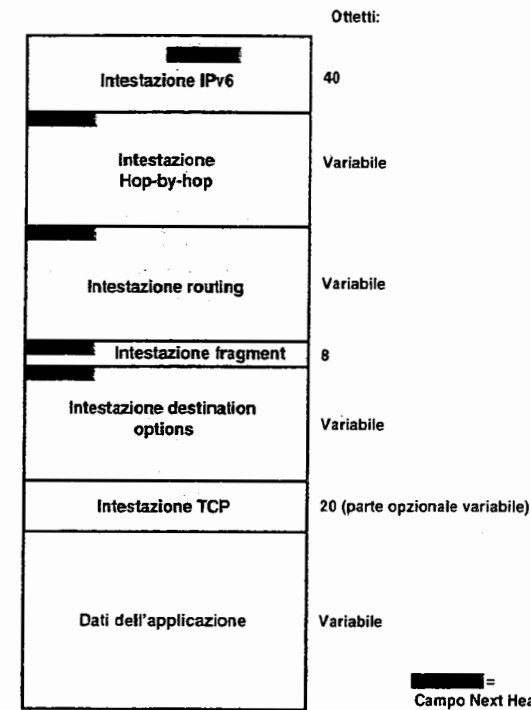 Ottetti:
Intestazione IPv6
40
Intestazione
Hop-by-hop
Variabile
Intestazione routing
Variabile
Intestazione fragment
8
Intestazione destination
options
Variabile
Intestazione TCP
20 (parte opzionale variabile)
Dati dell'applicazione
Variabile
=
Campo Next Hea